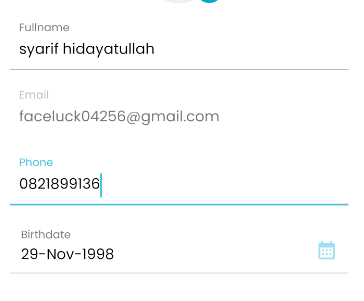 Fullname
syarif hidayatullah
Email
faceluck04256@gmail.com
Phone
0821899136
Birthdate
29-Nov-1998